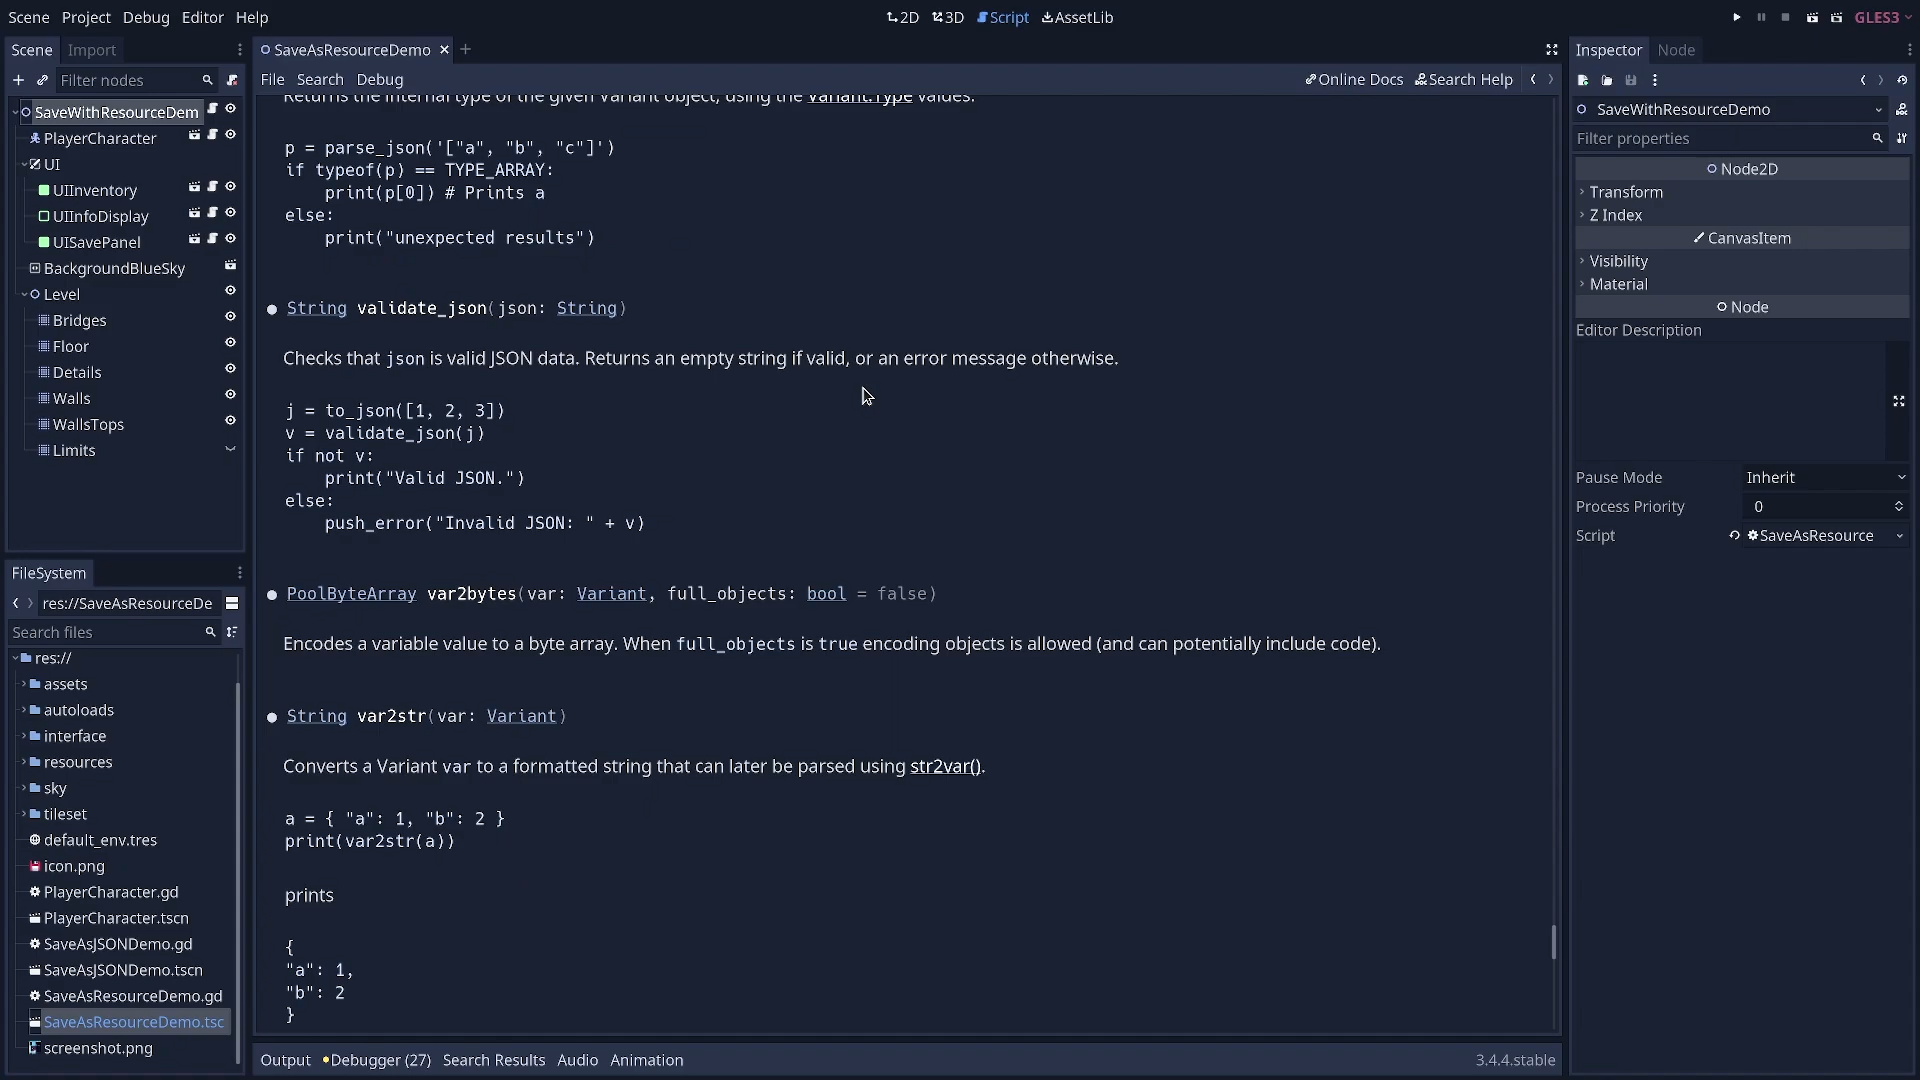 Scene Project Debug Editor Help
2D 3D Script AssetLib
GLES3
Scene Import
Filter nodes
SaveWithResourceDem
PlayerCharacter
UI
UIInventory
UIInfoDisplay
UISavePanel
BackgroundBlueSky
Level
Bridges
Floor
Details
Walls
WallsTops
Limits
FileSystem
res://SaveAsResourceDe
Search files
res://
assets
autoloads
interface
resources
sky
tileset
default_env.tres
icon.png
PlayerCharacter.gd
PlayerCharacter.tscn
SaveAsJSONDemo.gd
SaveAsJSONDemo.tscn
SaveAsResourceDemo.gd
SaveAsResourceDemo.tsc
screenshot.png
SaveAsResourceDemo
File Search Debug
Online Docs Search Help
Returns the internal type of the given Variant object, using the Variant.Type values.
p = parse_json('["a", "b", "c"]')
if typeof(p) == TYPE_ARRAY:
print(p[0]) # Prints a
else:
print("unexpected results")
String validate_json(json: String)
Checks that json is valid JSON data. Returns an empty string if valid, or an error message otherwise.
j = to_json([1, 2, 3])
v = validate_json(j)
if not v:
print("Valid JSON.")
else:
push_error("Invalid JSON: " + v)
PoolByteArray var2bytes(var: Variant, full_objects: bool = false)
Encodes a variable value to a byte array. When full_objects is true encoding objects is allowed (and can potentially include code).
String var2str(var: Variant)
Converts a Variant var to a formatted string that can later be parsed using str2var().
a = { "a": 1, "b": 2 }
print(var2str(a))
prints
{
"a": 1,
"b": 2
}
Output Debugger (27) Search Results Audio Animation
3.4.4.stable
Inspector Node
SaveWithResourceDemo
Filter properties
Node2D
Transform
Z Index
CanvasItem
Visibility
Material
Node
Editor Description
Pause Mode Inherit
Process Priority 0
Script SaveAsResource